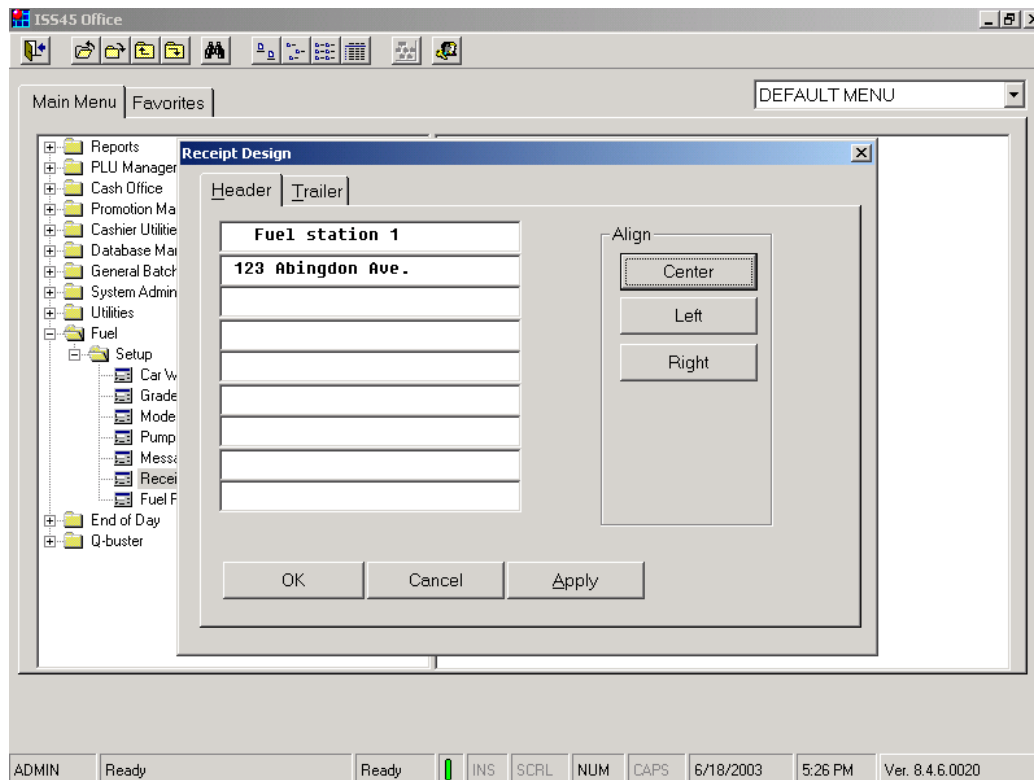 ISS45 Office
Main Menu
Favorites
DEFAULT MENU
Reports
PLU Manager
Cash Office
Promotion Ma
Cashier Utilitie
Database Mar
General Batch
System Admin
Utilities
Fuel
Setup
Car W
Grade
Mode
Pump
Messa
Recei
Fuel F
End of Day
Q-buster
Receipt Design
Header
Trailer
Fuel station 1
123 Abingdon Ave.
Align
Center
Left
Right
OK
Cancel
Apply
ADMIN
Ready
Ready
INS
SCRL
NUM
CAPS
6/18/2003
5:26 PM
Ver. 8.4.6.0020